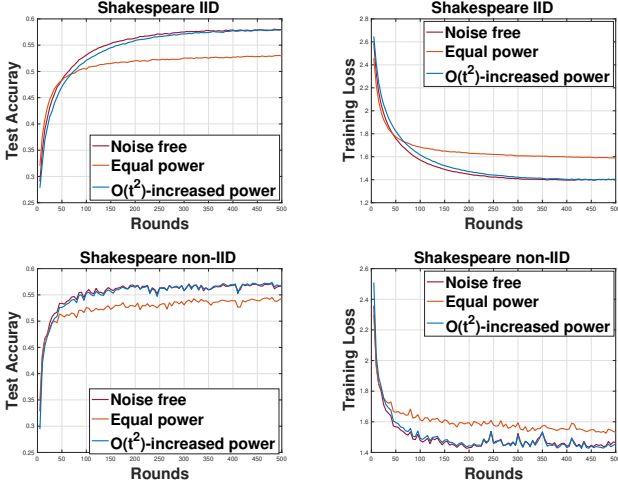 Shakespeare IID
Test Accuray
0.6
0.55
0.5
0.45
0.4
0.35
0.3
0.25
Noise free
Equal power
O(t²)-increased power
0 50 100 150 200 250 300 350 400 450 500
Rounds
Shakespeare IID
Training Loss
2.8
2.6
2.4
2.2
2
1.8
1.6
1.4
1.2
Noise free
Equal power
O(t²)-increased power
0 50 100 150 200 250 300 350 400 450 500
Rounds
Shakespeare non-IID
Test Accuray
0.6
0.55
0.5
0.45
0.4
0.35
0.3
0.25
Noise free
Equal power
O(t²)-increased power
0 50 100 150 200 250 300 350 400 450 500
Rounds
Shakespeare non-IID
Training Loss
2.6
2.4
2.2
2
1.8
1.6
1.4
Noise free
Equal power
O(t²)-increased power
0 50 100 150 200 250 300 350 400 450 500
Rounds